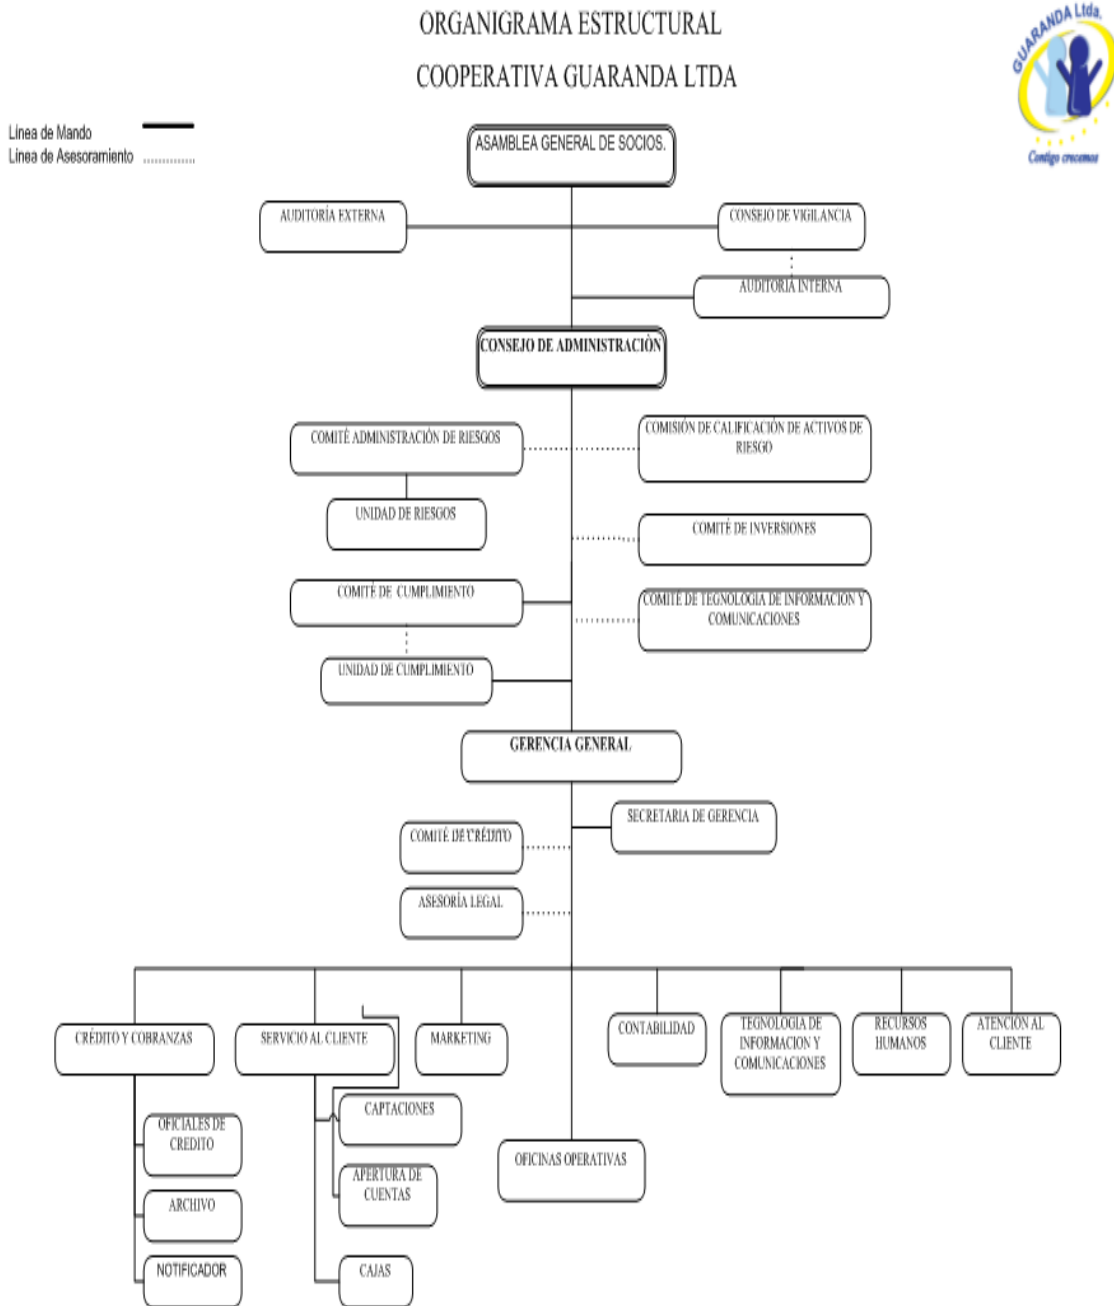 ORGANIGRAMA ESTRUCTURAL
COOPERATIVA GUARANDA LTDA
GUARANDA Ltda.
Contigo crecemos
Línea de Mando
Línea de Asesoramiento
ASAMBLEA GENERAL DE SOCIOS.
AUDITORÍA EXTERNA
CONSEJO DE VIGILANCIA
AUDITORIA INTERNA
CONSEJO DE ADMINISTRACIÒN
COMITÉ ADMINISTRACIÓN DE RIESGOS
COMISIÓN DE CALIFICACIÓN DE ACTIVOS DE
RIESGO
UNIDAD DE RIESGOS
COMITÉ DE INVERSIONES
COMITÉ DE CUMPLIMIENTO
COMITÉ DE TEGNOLOGIA DE INFORMACION Y
COMUNICACIONES
UNIDAD DE CUMPLIMIENTO
GERENCIA GENERAL
SECRETARIA DE GERENCIA
COMITÉ DE CRÉDITO
ASESORÍA LEGAL
CRÉDITO Y COBRANZAS
SERVICIO AL CLIENTE
MARKETING
CONTABILIDAD
TEGNOLOGIA DE
INFORMACION Y
COMUNICACIONES
RECURSOS
HUMANOS
ATENCIÓN AL
CLIENTE
OFICIALES DE
CREDITO
CAPTACIONES
OFICINAS OPERATIVAS
APERTURA DE
CUENTAS
ARCHIVO
NOTIFICADOR
CAJAS